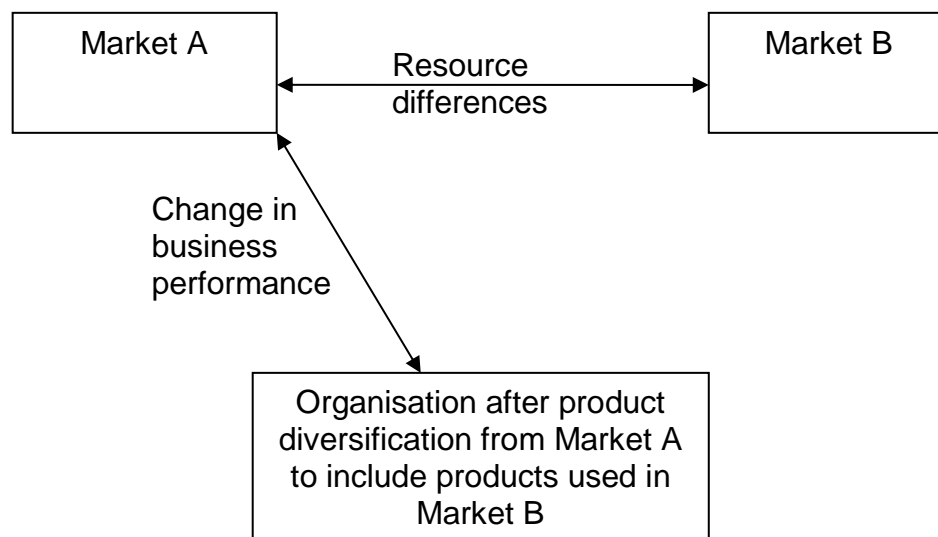 Market A
Market B
Resource
differences
Change in
business
performance
Organisation after product
diversification from Market A
to include products used in
Market B